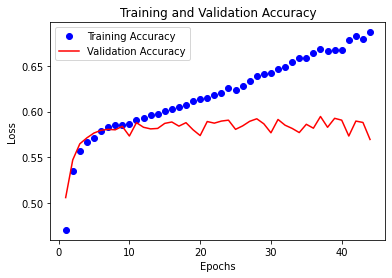 Training and Validation Accuracy
Training Accuracy
Validation Accuracy
Loss
0.65
0.60
0.55
0.50
0
10
20
30
40
Epochs